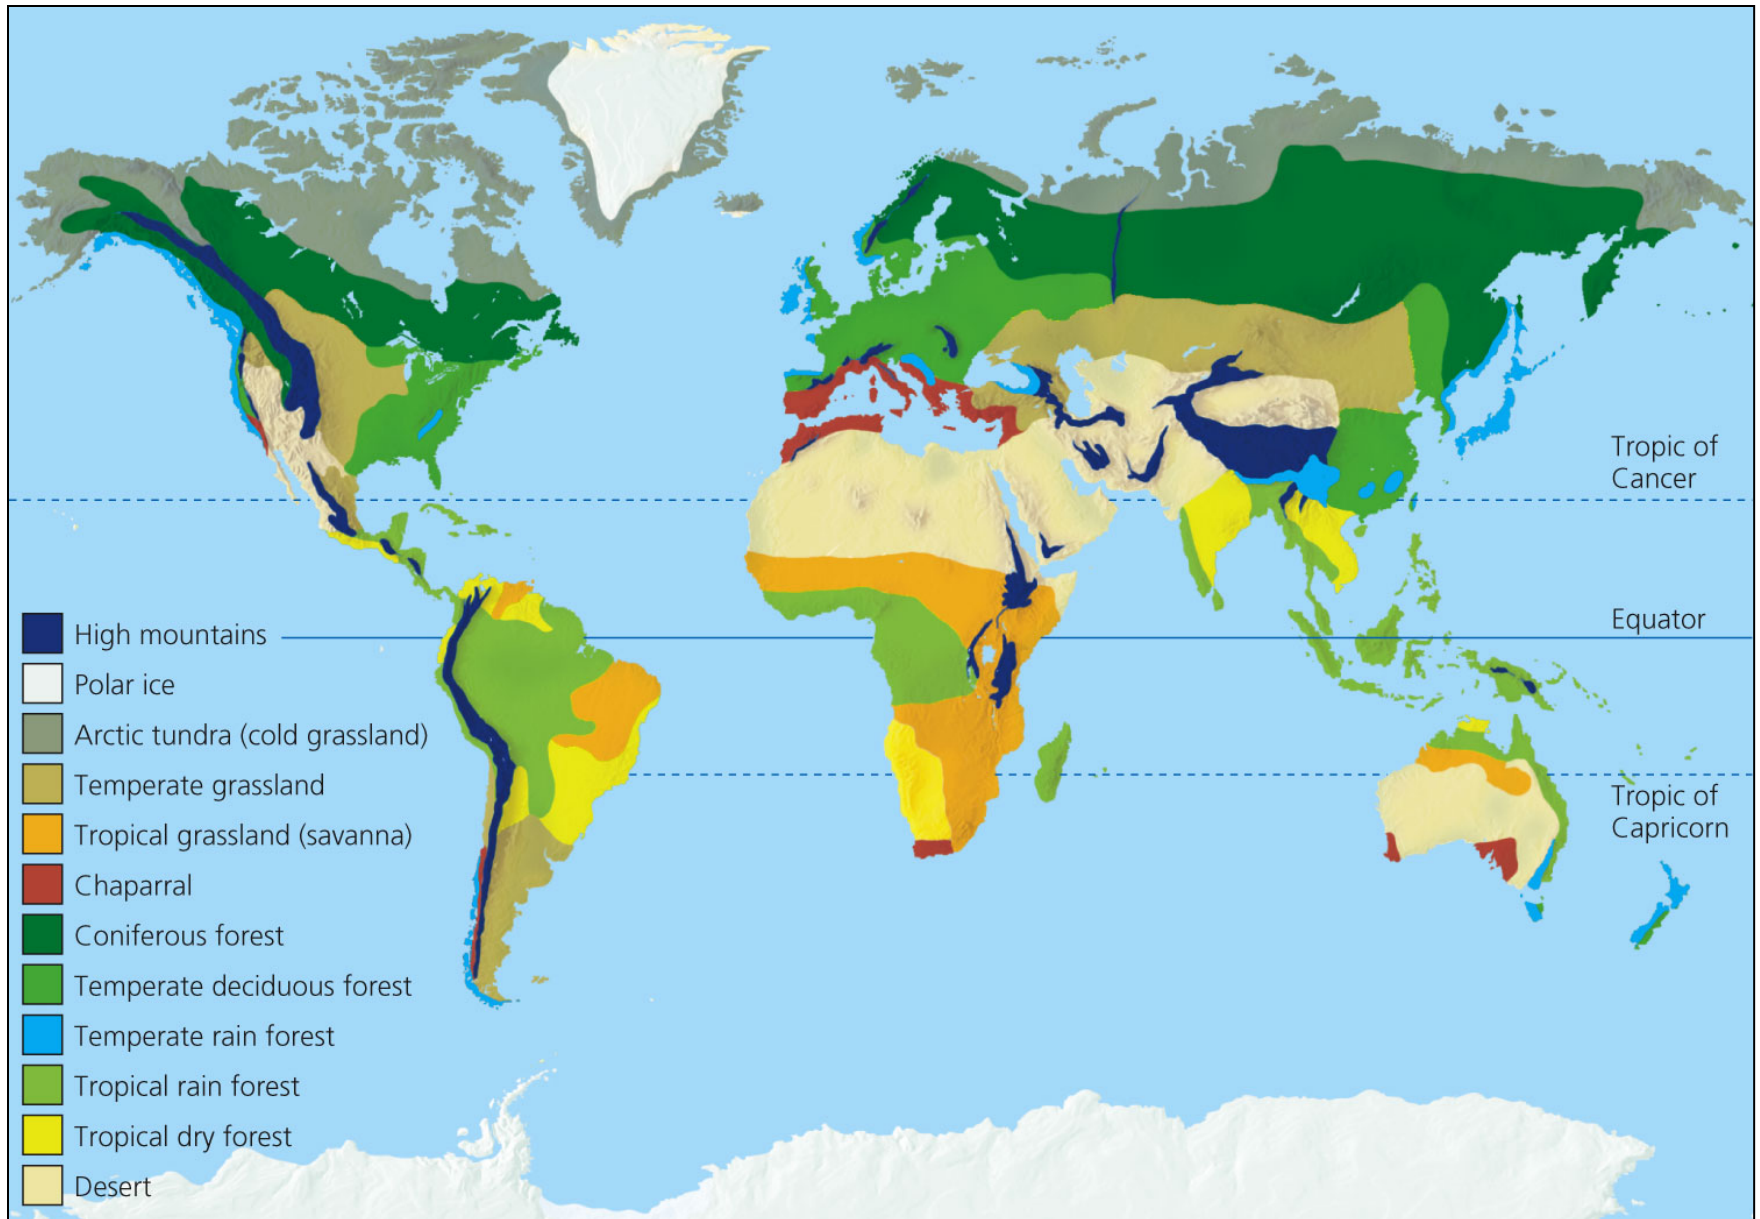 Tropic of
Cancer
Equator
Tropic of
Capricorn
High mountains
Polar ice
Arctic tundra (cold grassland)
Temperate grassland
Tropical grassland (savanna)
Chaparral
Coniferous forest
Temperate deciduous forest
Temperate rain forest
Tropical rain forest
Tropical dry forest
Desert